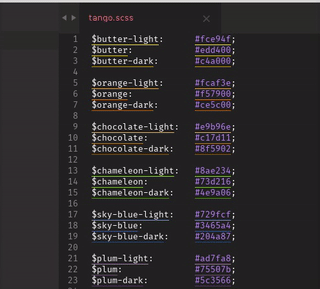 tango.scss
1 $butter-light: #fce94f;
2 $butter: #edd400;
3 $butter-dark: #c4a000;
4
5 $orange-light: #fcaf3e;
6 $orange: #f57900;
7 $orange-dark: #ce5c00;
8
9 $chocolate-light: #e9b96e;
10 $chocolate: #c17d11;
11 $chocolate-dark: #8f5902;
12
13 $chameleon-light: #8ae234;
14 $chameleon: #73d216;
15 $chameleon-dark: #4e9a06;
16
17 $sky-blue-light: #729fcf;
18 $sky-blue: #3465a4;
19 $sky-blue-dark: #204a87;
20
21 $plum-light: #ad7fa8;
22 $plum: #75507b;
23 $plum-dark: #5c3566;